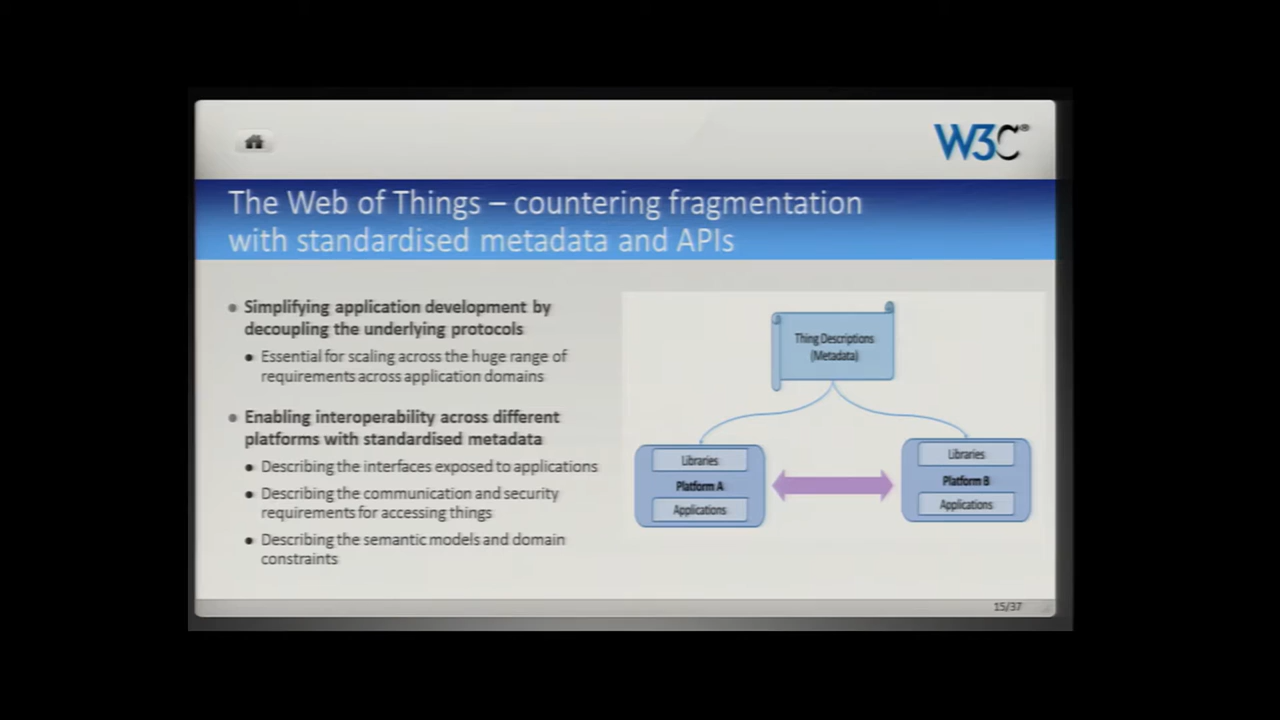 W3C®
The Web of Things – countering fragmentation
with standardised metadata and APIs
Simplifying application development by
decoupling the underlying protocols
Essential for scaling across the huge range of
requirements across application domains
Enabling interoperability across different
platforms with standardised metadata
Describing the interfaces exposed to applications
Describing the communication and security
requirements for accessing things
Describing the semantic models and domain
constraints
Thing Descriptions
(Metadata)
Libraries
Platform A
Applications
Libraries
Platform B
Applications
15/37